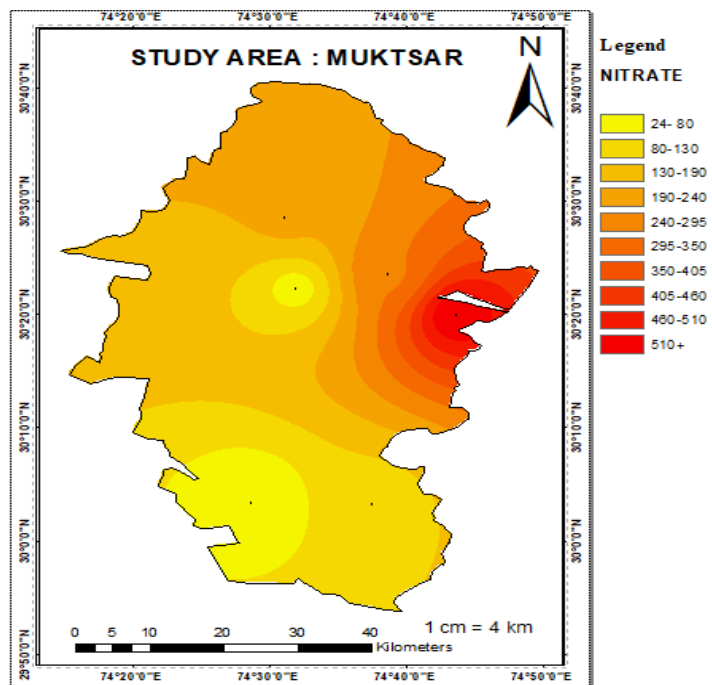 74°20'0"E 74°30'0"E 74°40'0"E 74°50'0"E
STUDY AREA : MUKTSAR
N
Legend
NITRATE
24- 80
80-130
130-190
190-240
240-295
295-350
350-405
405-460
460-510
510+
30°40'0"N 30°40'0"N
30°30'0"N 30°30'0"N
30°20'0"N 30°20'0"N
30°10'0"N 30°10'0"N
30°0'0"N 30°0'0"N
29°50'0"N 29°50'0"N
1 cm = 4 km
0 5 10 20 30 40
Kilometers
74°20'0"E 74°30'0"E 74°40'0"E 74°50'0"E